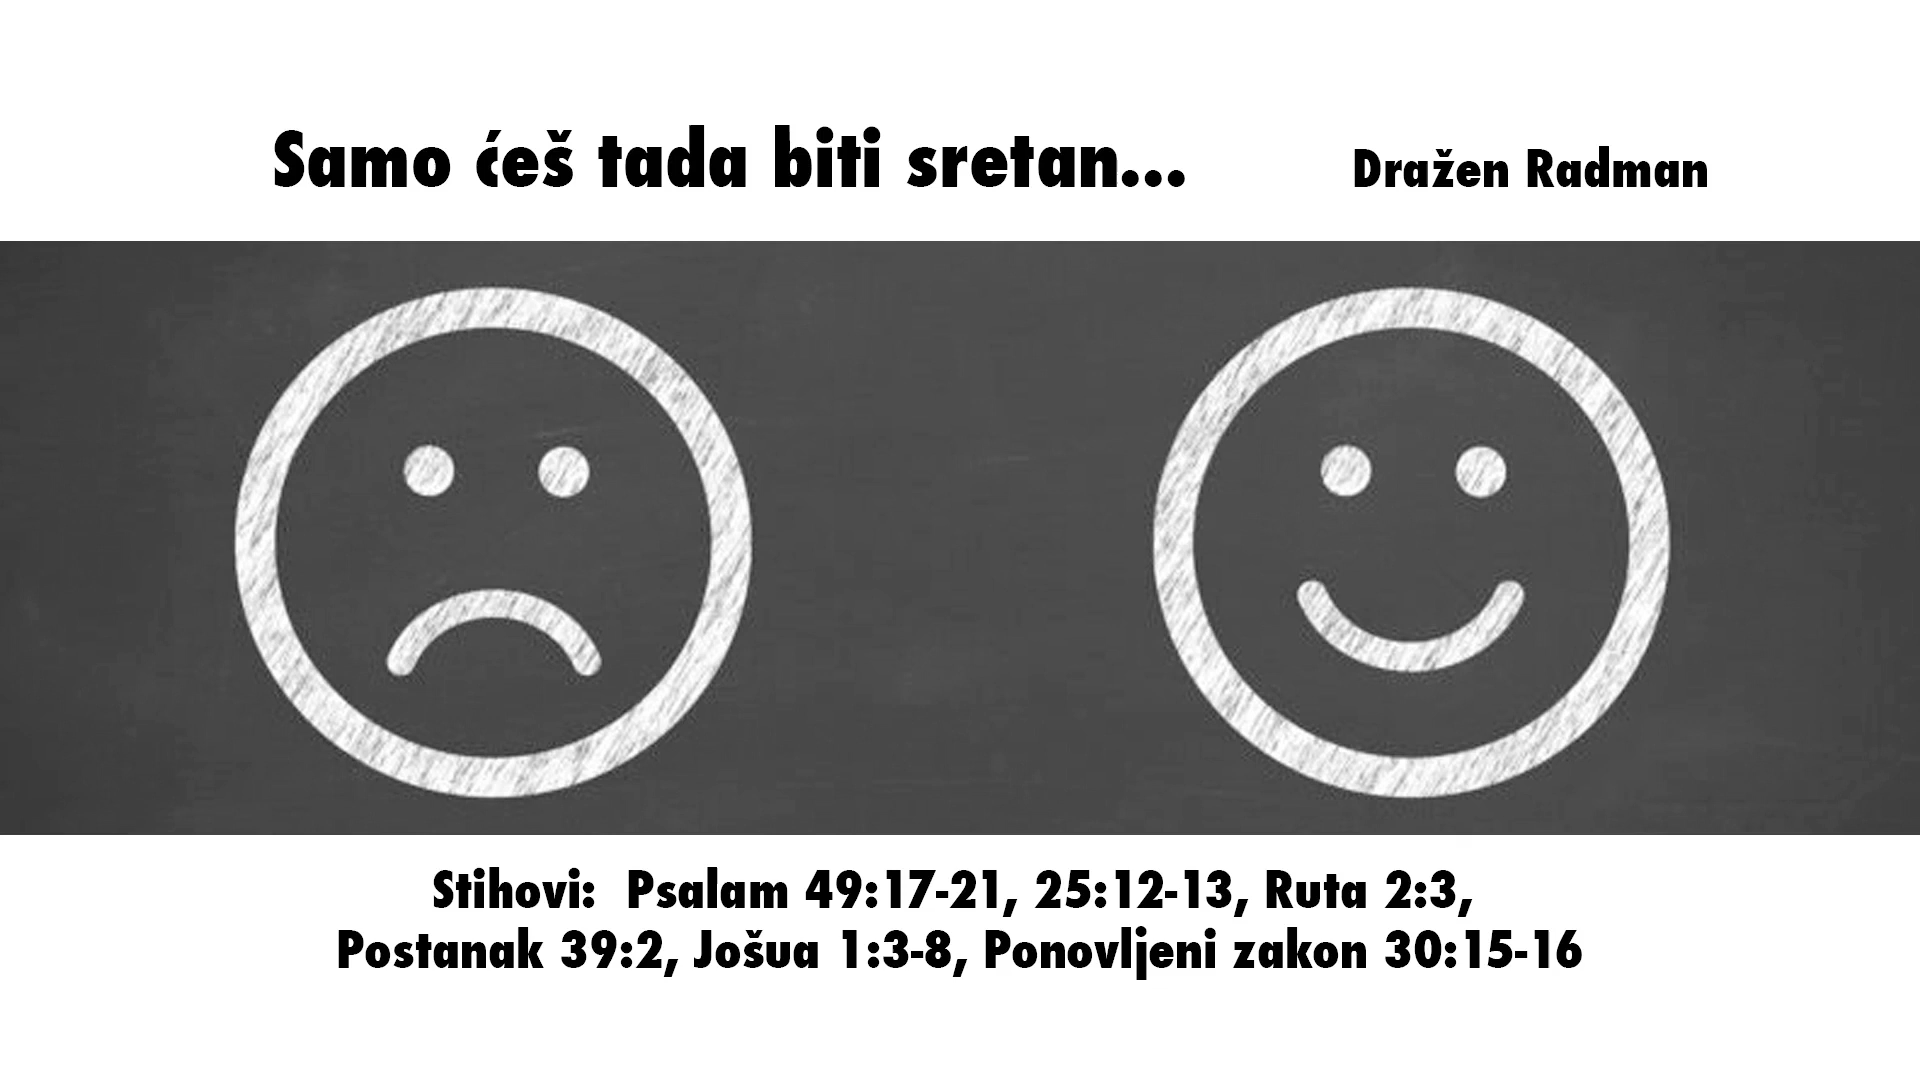 Samo ćeš tada biti sretan...
Dražen Radman
Stihovi: Psalam 49:17-21, 25:12-13, Ruta 2:3,
Postanak 39:2, Jošua 1:3-8, Ponovljeni zakon 30:15-16